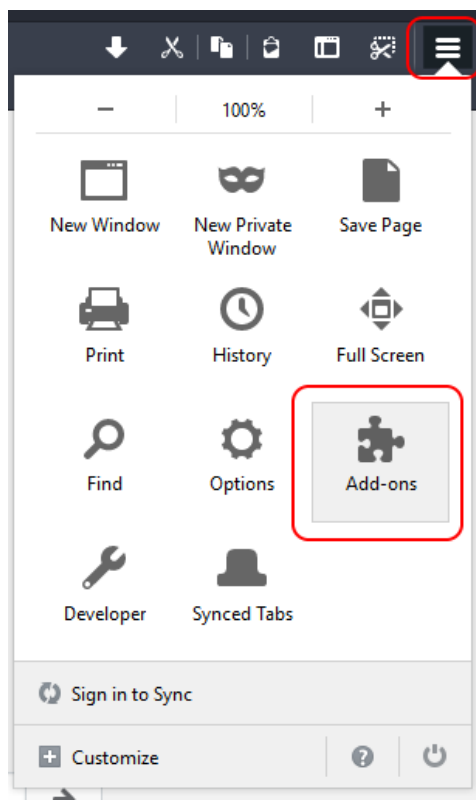 100%
New Window
New Private
Window
Save Page
Print
History
Full Screen
Find
Options
Add-ons
Developer
Synced Tabs
Sign in to Sync
Customize